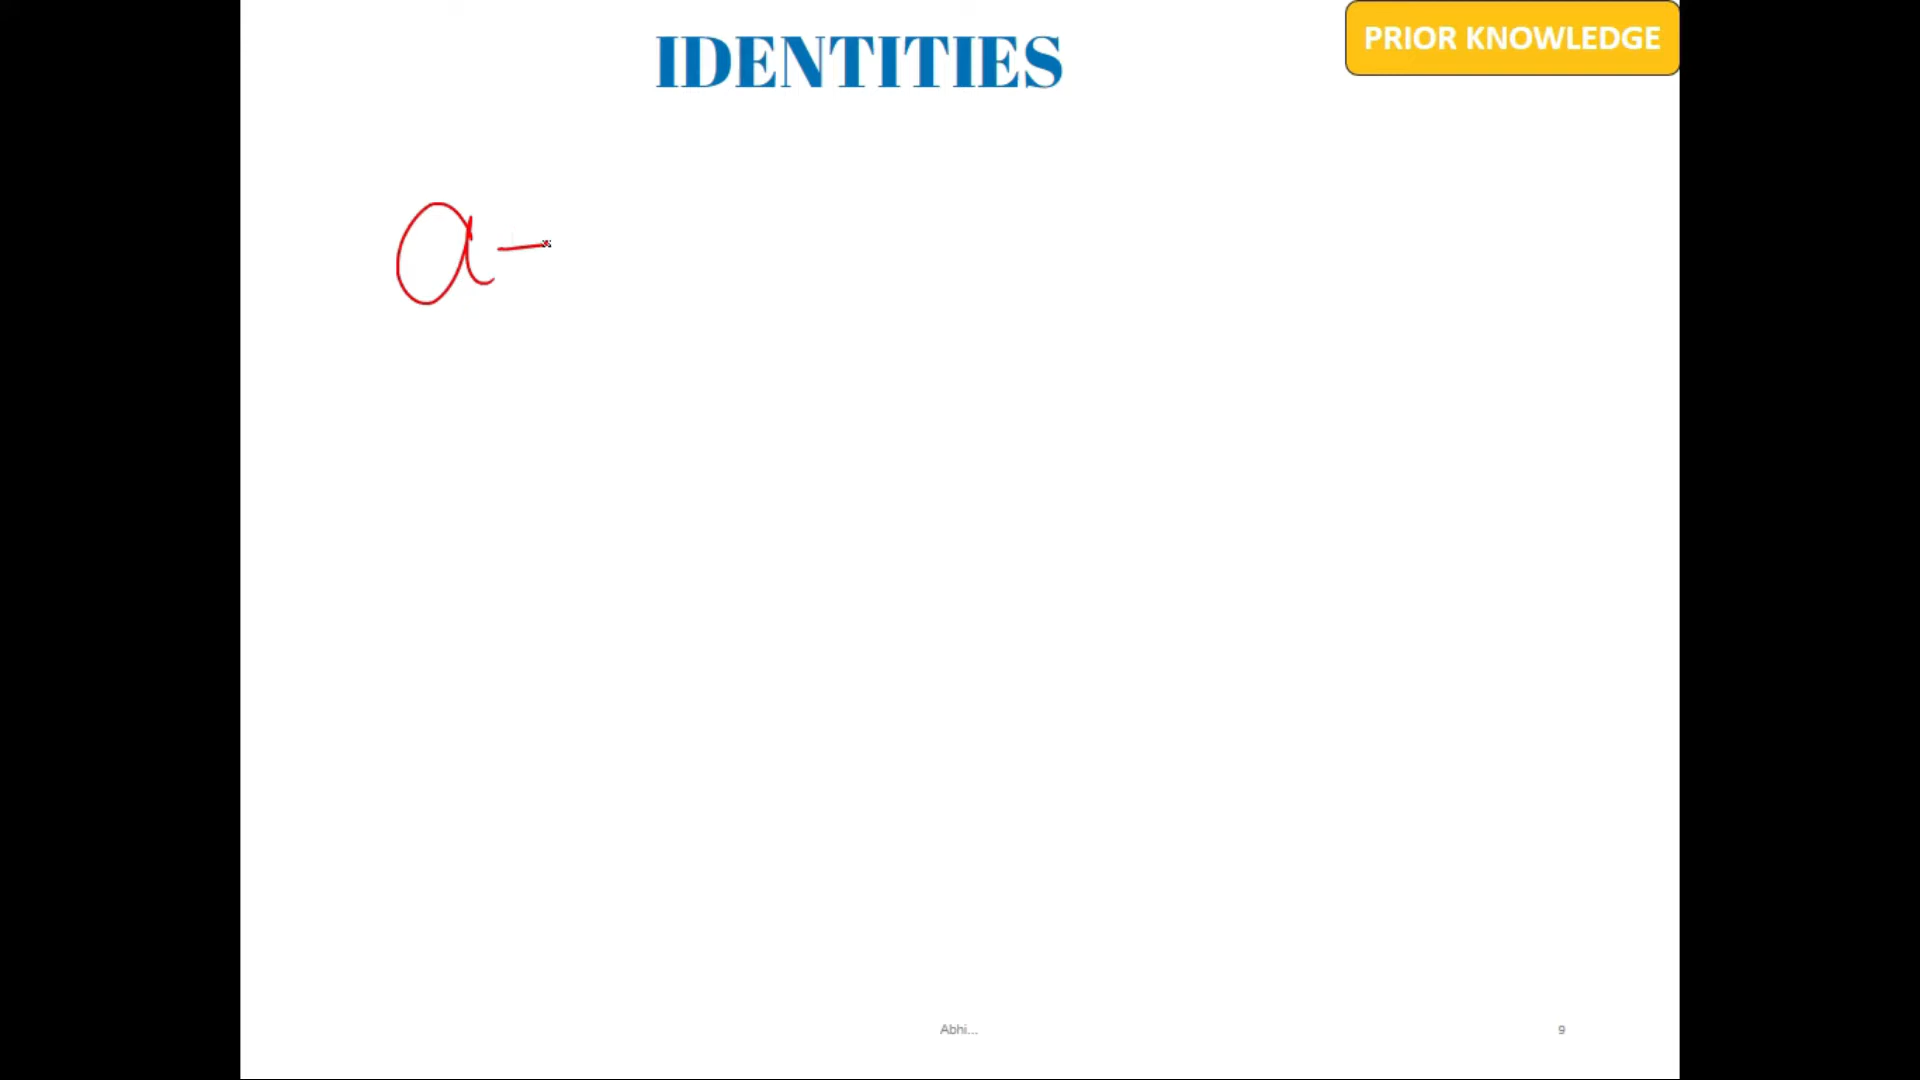 IDENTITIES
PRIOR KNOWLEDGE
a -
Abhi...
9